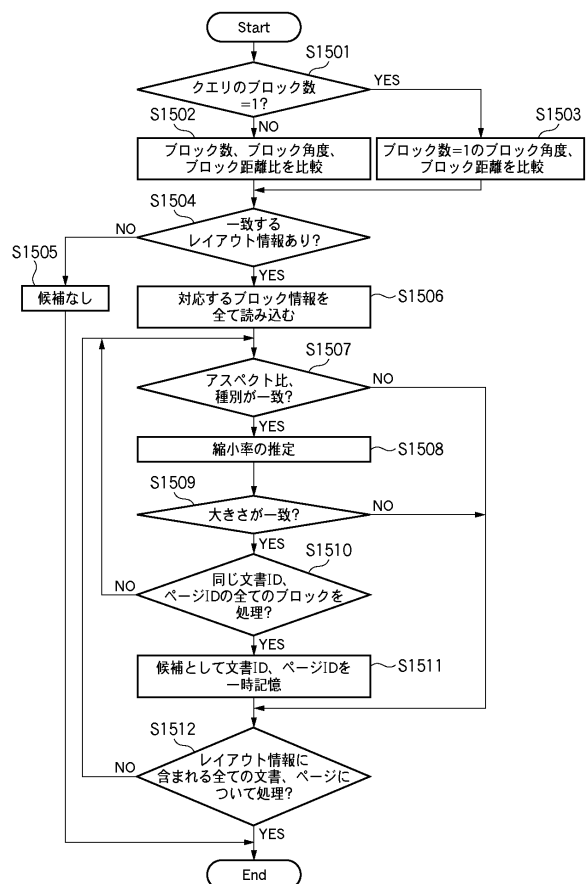 Start
S1501
クエリのブロック数
=1?
YES
NO
S1502
ブロック数、ブロック角度、
ブロック距離比を比較
S1503
ブロック数=1のブロック角度、
ブロック距離を比較
S1504
一致する
レイアウト情報あり?
NO
YES
S1505
候補なし
対応するブロック情報を
全て読み込む
S1506
S1507
アスペクト比、
種別が一致?
NO
YES
縮小率の推定
S1508
S1509
大きさが一致?
NO
YES
S1510
同じ文書ID、
ページIDの全てのブロックを
処理?
NO
YES
候補として文書ID、ページIDを
一時記憶
S1511
S1512
レイアウト情報に
含まれる全ての文書、ページに
ついて処理?
NO
YES
End